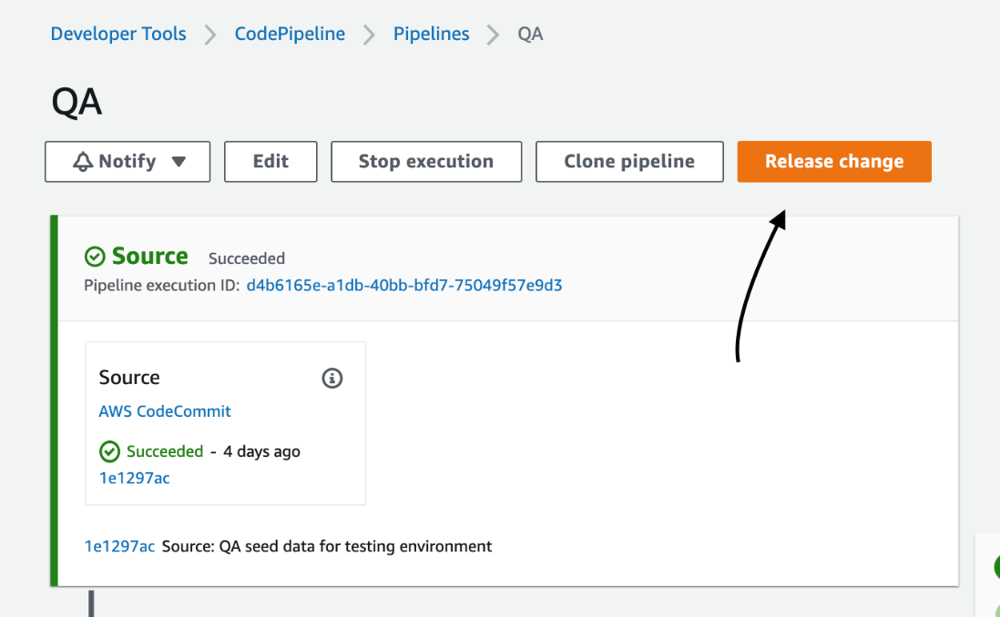 Developer Tools > CodePipeline > Pipelines > QA
QA
Notify Edit Stop execution Clone pipeline Release change
Source Succeeded
Pipeline execution ID: d4b6165e-a1db-40bb-bfd7-75049f57e9d3
Source
AWS CodeCommit
Succeeded - 4 days ago
1e1297ac
1e1297ac Source: QA seed data for testing environment